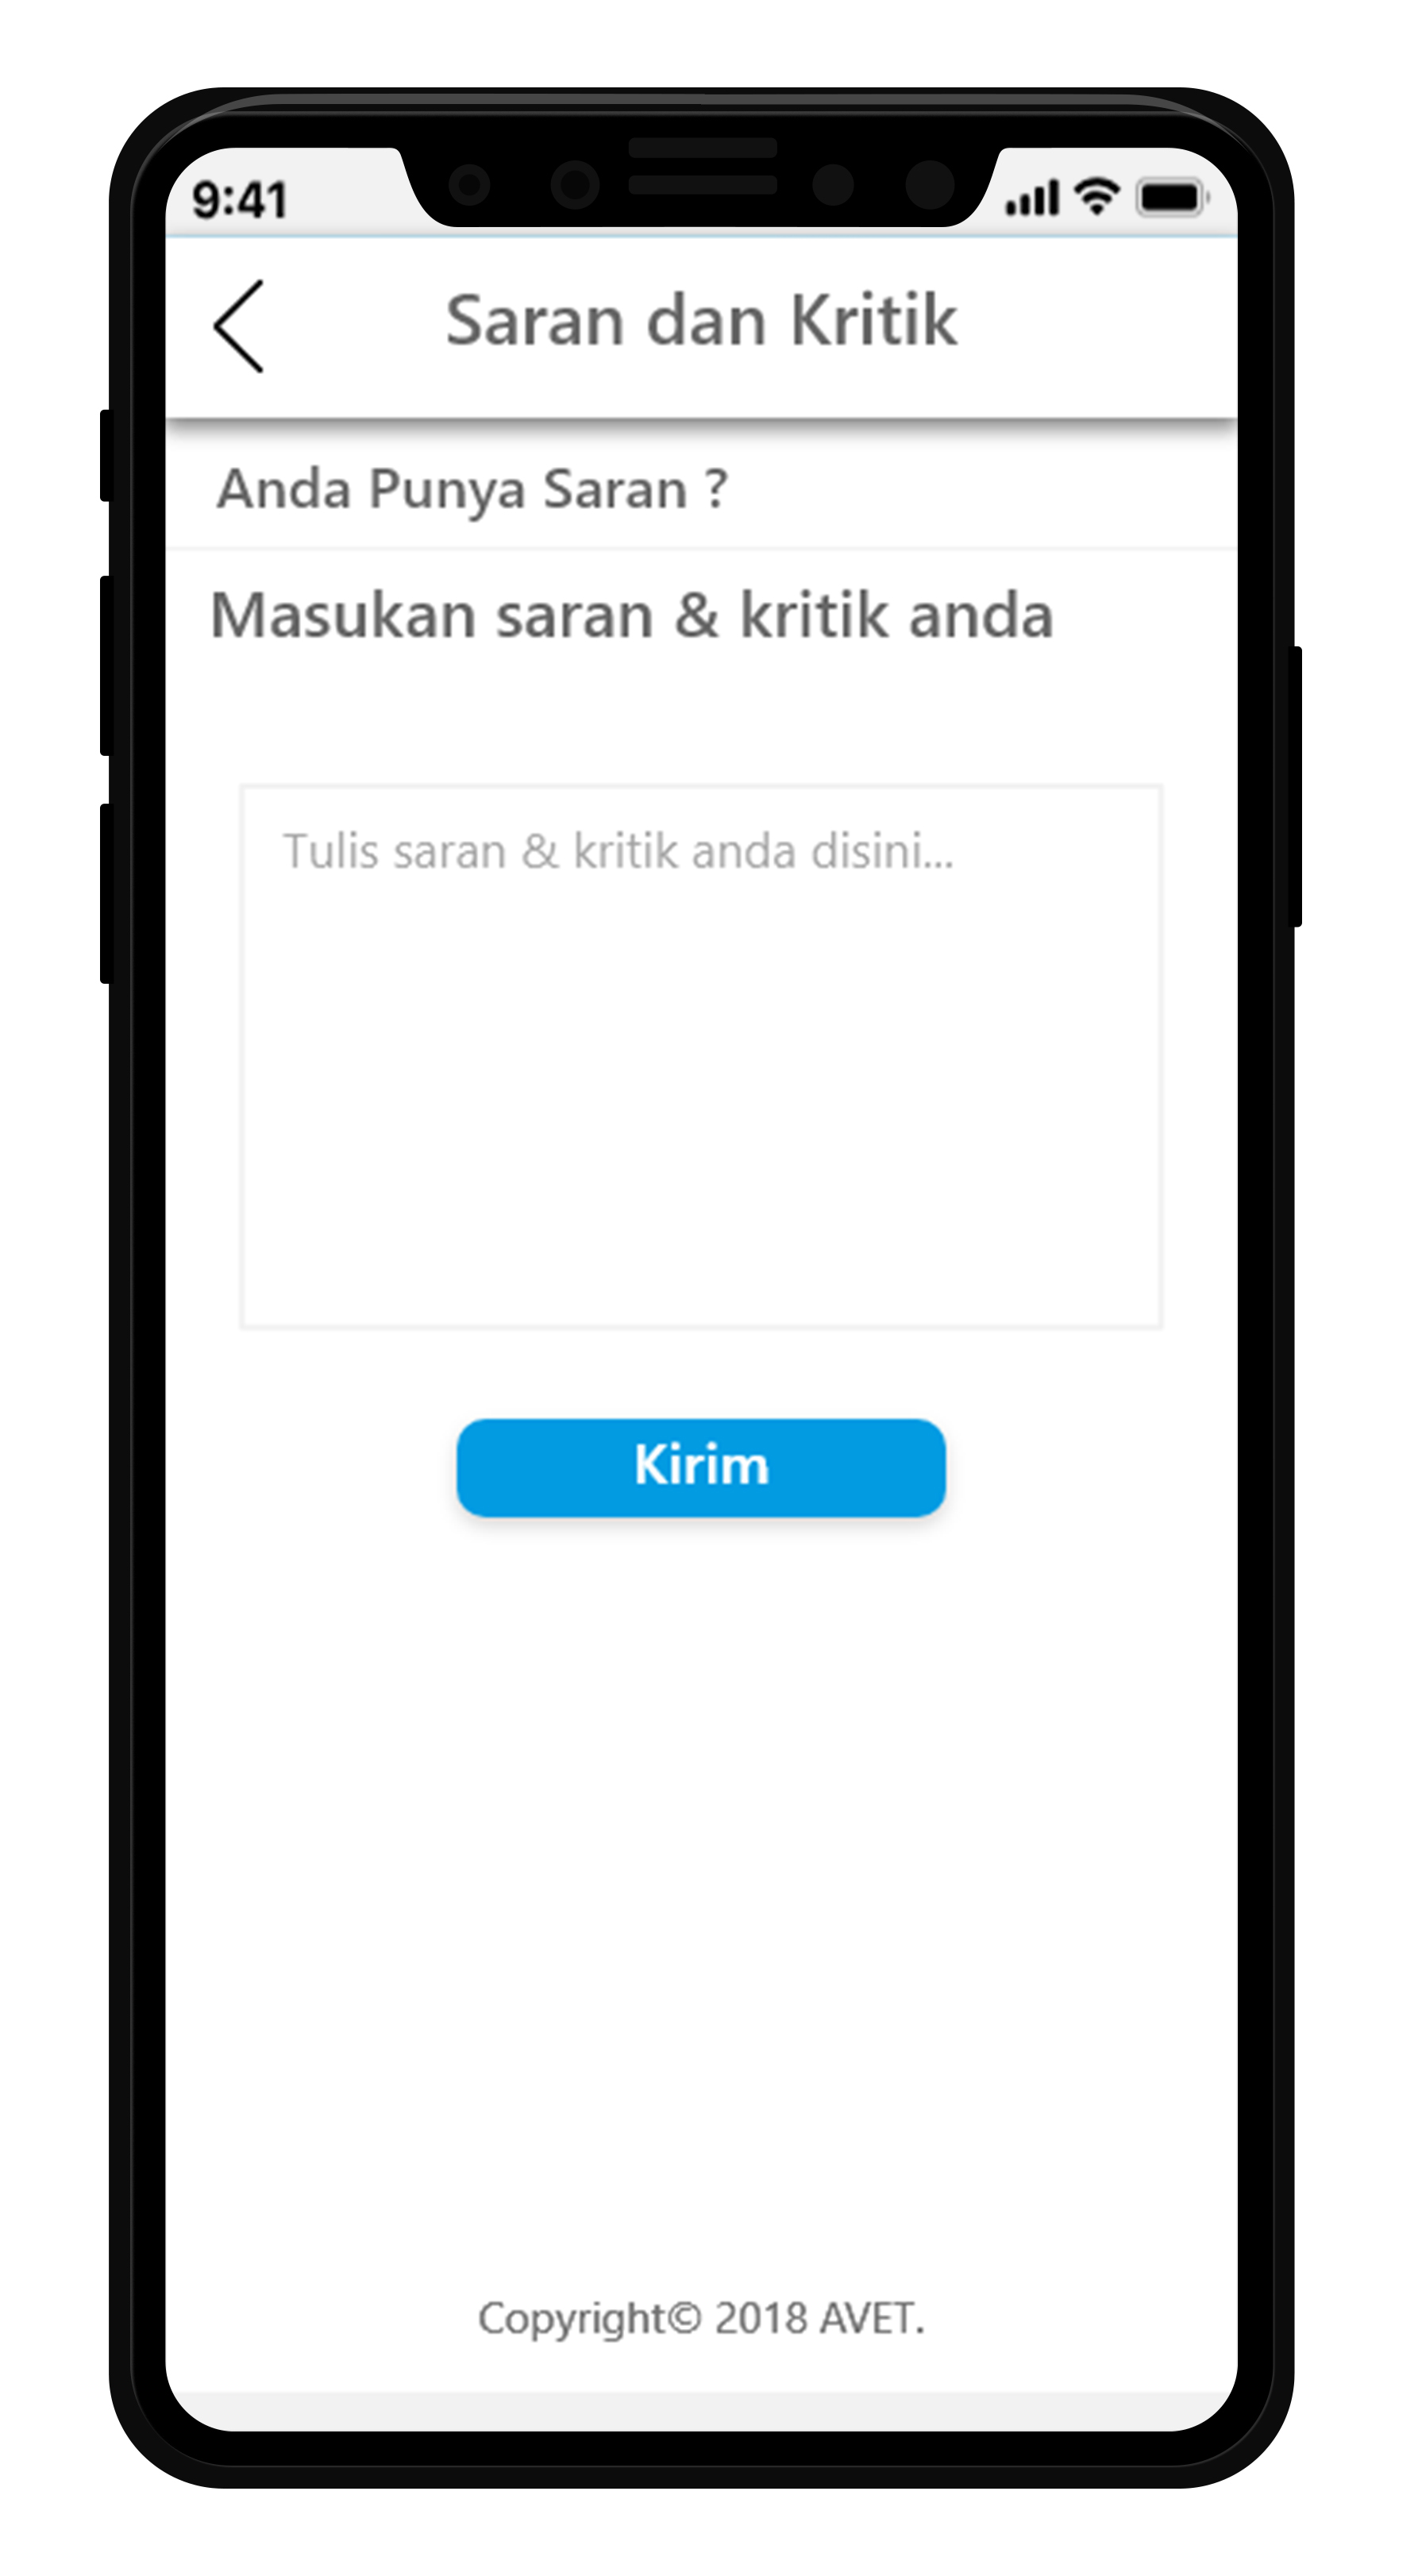 9:41
Saran dan Kritik
Anda Punya Saran ?
Masukan saran & kritik anda
Tulis saran & kritik anda disini...
Kirim
Copyright© 2018 AVET.